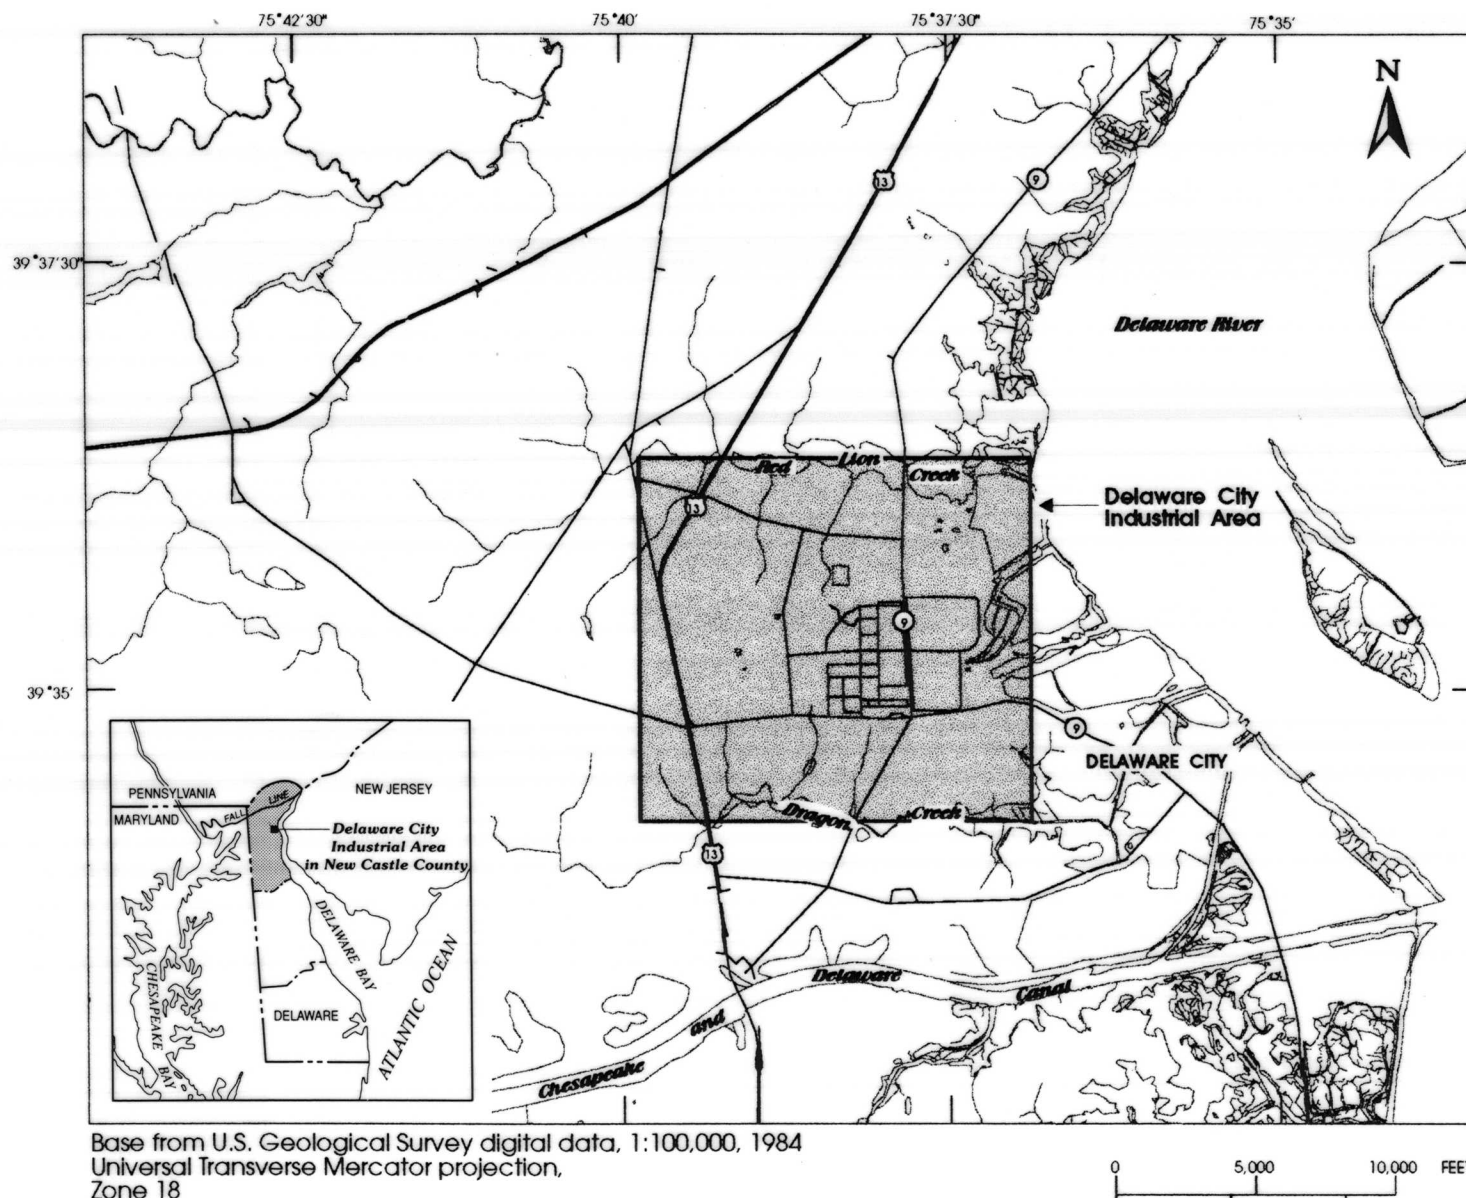 75°42'30" 75°40' 75°37'30" 75°35'
N
13
9
39°37'30"
Delaware River
Red Lion Creek
13
Delaware City
Industrial Area
9
39°35'
9
DELAWARE CITY
Dragon Creek
13
PENNSYLVANIA
NEW JERSEY
MARYLAND
FALL LINE
Delaware City
Industrial Area
in New Castle County
DELAWARE BAY
CHESAPEAKE BAY
ATLANTIC OCEAN
DELAWARE
Chesapeake and Delaware Canal
Base from U.S. Geological Survey digital data, 1:100,000, 1984
Universal Transverse Mercator projection,
Zone 18
0 5,000 10,000